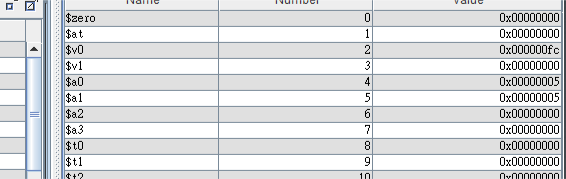 Name Number Value
$zero 0 0x00000000
$at 1 0x00000000
$v0 2 0x000000fc
$v1 3 0x00000000
$a0 4 0x00000005
$a1 5 0x00000005
$a2 6 0x00000000
$a3 7 0x00000000
$t0 8 0x00000000
$t1 9 0x00000000
$t2 10 0x00000000